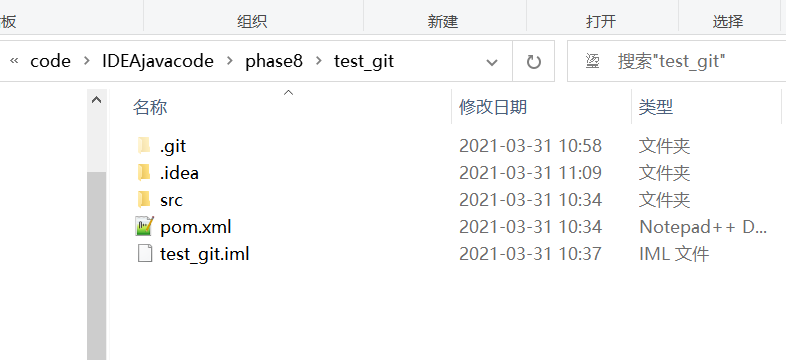 板 组织 新建 打开 选择
« code > IDEAjavacode > phase8 > test_git 搜索"test_git"
名称 修改日期 类型
.git 2021-03-31 10:58 文件夹
.idea 2021-03-31 11:09 文件夹
src 2021-03-31 10:34 文件夹
pom.xml 2021-03-31 10:34 Notepad++ D...
test_git.iml 2021-03-31 10:37 IML 文件